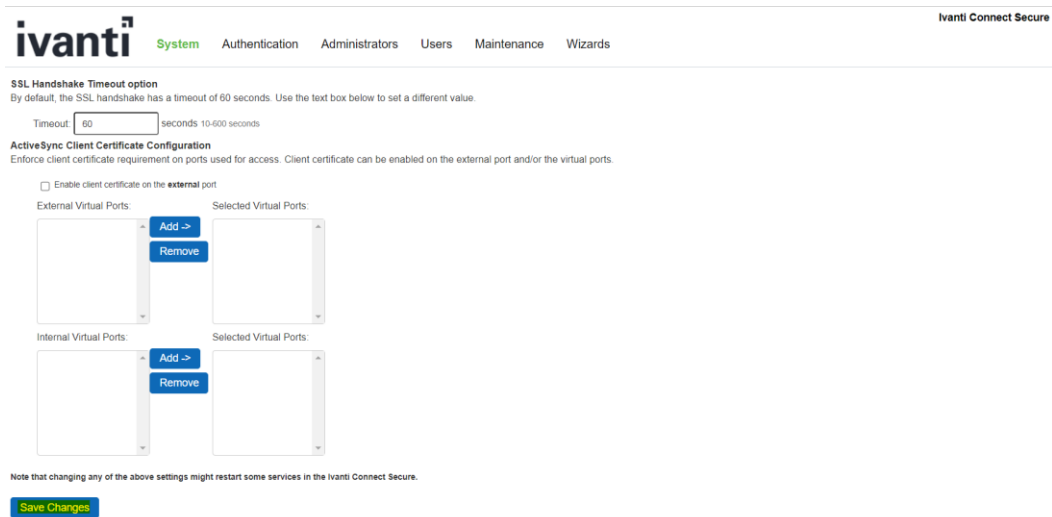 Ivanti Connect Secure
ivanti
System Authentication Administrators Users Maintenance Wizards
SSL Handshake Timeout option
By default, the SSL handshake has a timeout of 60 seconds. Use the text box below to set a different value.
Timeout: 60 seconds 10-600 seconds
ActiveSync Client Certificate Configuration
Enforce client certificate requirement on ports used for access. Client certificate can be enabled on the external port and/or the virtual ports.
Enable client certificate on the external port
External Virtual Ports: Selected Virtual Ports:
Add ->
Remove
Internal Virtual Ports: Selected Virtual Ports:
Add ->
Remove
Note that changing any of the above settings might restart some services in the Ivanti Connect Secure.
Save Changes